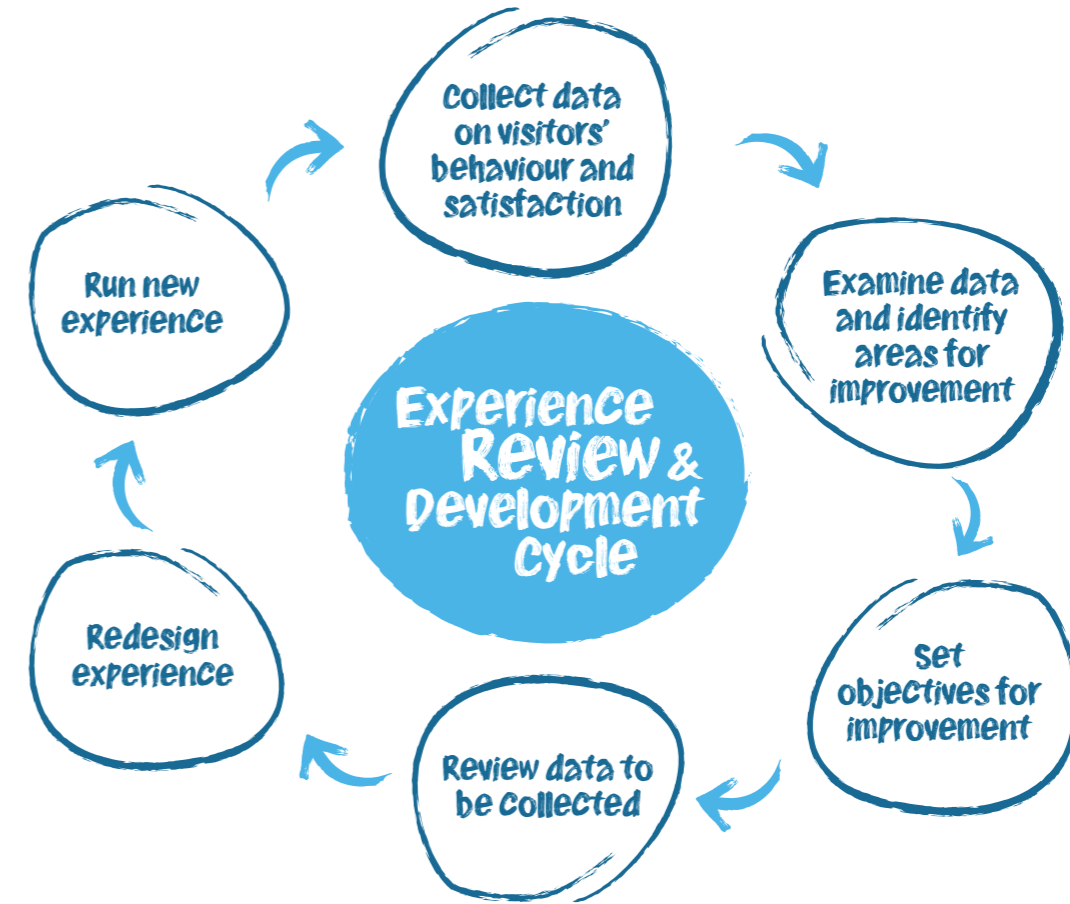 Collect data
on visitors'
behaviour and
satisfaction
Examine data
and identify
areas for
improvement
Set
objectives for
improvement
Review data to
be collected
Redesign
experience
Run new
experience
Experience
Review &
Development
Cycle